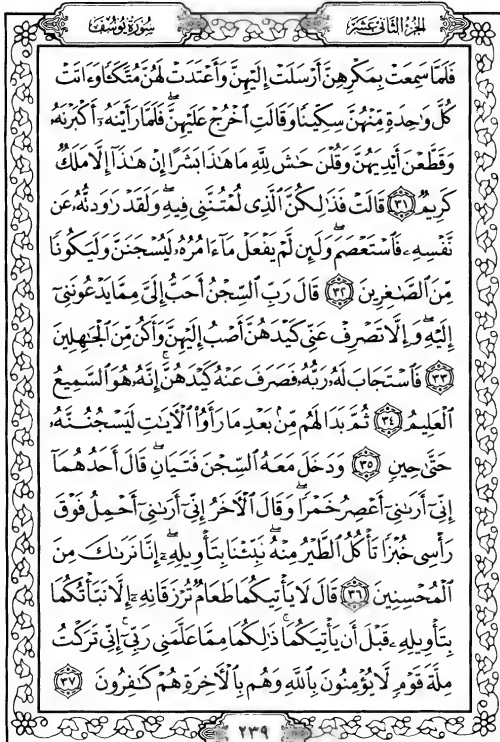 الجزء الثاني عشر
سورة يوسف
فَلَمَّا سَمِعَتْ بِمَكْرِهِنَّ أَرْسَلَتْ إِلَيْهِنَّ وَأَعْتَدَتْ لَهُنَّ مُتَّكَـًٔا وَءَاتَتْ
كُلَّ وَٰحِدَةٍ مِّنْهُنَّ سِكِّينًا وَقَالَتِ ٱخْرُجْ عَلَيْهِنَّ ۖ فَلَمَّا رَأَيْنَهُۥٓ أَكْبَرْنَهُۥ
وَقَطَّعْنَ أَيْدِيَهُنَّ وَقُلْنَ حَٰشَ لِلَّهِ مَا هَٰذَا بَشَرًا إِنْ هَٰذَآ إِلَّا مَلَكٌ
كَرِيمٌ ﴿٣١﴾ قَالَتْ فَذَٰلِكُنَّ ٱلَّذِى لُمْتُنَّنِى فِيهِ ۖ وَلَقَدْ رَٰوَدتُّهُۥ عَن
نَّفْسِهِۦ فَٱسْتَعْصَمَ ۖ وَلَئِن لَّمْ يَفْعَلْ مَآ ءَامُرُهُۥ لَيُسْجَنَنَّ وَلَيَكُونًا
مِّنَ ٱلصَّٰغِرِينَ ﴿٣٢﴾ قَالَ رَبِّ ٱلسِّجْنُ أَحَبُّ إِلَىَّ مِمَّا يَدْعُونَنِىٓ
إِلَيْهِ ۖ وَإِلَّا تَصْرِفْ عَنِّى كَيْدَهُنَّ أَصْبُ إِلَيْهِنَّ وَأَكُن مِّنَ ٱلْجَٰهِلِينَ
﴿٣٣﴾ فَٱسْتَجَابَ لَهُۥ رَبُّهُۥ فَصَرَفَ عَنْهُ كَيْدَهُنَّ ۚ إِنَّهُۥ هُوَ ٱلسَّمِيعُ
ٱلْعَلِيمُ ﴿٣٤﴾ ثُمَّ بَدَا لَهُم مِّنۢ بَعْدِ مَا رَأَوُا۟ ٱلْءَايَٰتِ لَيَسْجُنُنَّهُۥ
حَتَّىٰ حِينٍ ﴿٣٥﴾ وَدَخَلَ مَعَهُ ٱلسِّجْنَ فَتَيَانِ ۖ قَالَ أَحَدُهُمَآ
إِنِّىٓ أَرَىٰنِىٓ أَعْصِرُ خَمْرًا ۖ وَقَالَ ٱلْءَاخَرُ إِنِّىٓ أَرَىٰنِىٓ أَحْمِلُ فَوْقَ
رَأْسِى خُبْزًا تَأْكُلُ ٱلطَّيْرُ مِنْهُ ۖ نَبِّئْنَا بِتَأْوِيلِهِۦٓ ۖ إِنَّا نَرَىٰكَ مِنَ
ٱلْمُحْسِنِينَ ﴿٣٦﴾ قَالَ لَا يَأْتِيكُمَا طَعَامٌ تُرْزَقَانِهِۦٓ إِلَّا نَبَّأْتُكُمَا
بِتَأْوِيلِهِۦ قَبْلَ أَن يَأْتِيَكُمَا ۚ ذَٰلِكُمَا مِمَّا عَلَّمَنِى رَبِّىٓ ۚ إِنِّى تَرَكْتُ
مِلَّةَ قَوْمٍ لَّا يُؤْمِنُونَ بِٱللَّهِ وَهُم بِٱلْءَاخِرَةِ هُمْ كَٰفِرُونَ ﴿٣٧﴾
٢٣٩